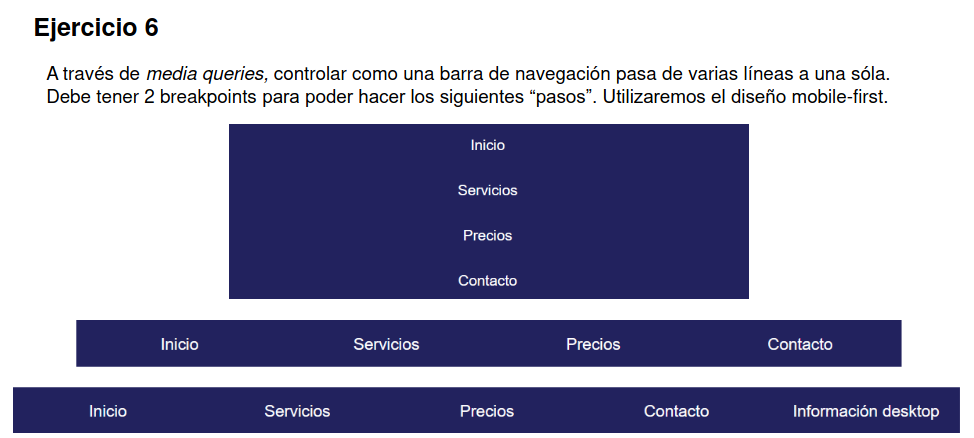 Ejercicio 6
A través de media queries, controlar como una barra de navegación pasa de varias líneas a una sóla.
Debe tener 2 breakpoints para poder hacer los siguientes “pasos”. Utilizaremos el diseño mobile-first.
Inicio
Servicios
Precios
Contacto
Inicio Servicios Precios Contacto
Inicio Servicios Precios Contacto Información desktop